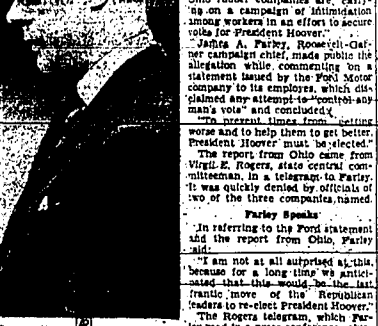 ing on a campaign of intimidation
among workers in an effort to secure
votes for President Hoover."
James A. Farley, Roosevelt-Gar-
ner campaign chief, made public the
allegation while commenting on a
statement issued by the Ford Motor
company to its employes, which dis-
claimed any attempt to "control any
man's vote" and concluded:
"To prevent times from getting
worse and to help them to get better,
President Hoover must be elected."
The report from Ohio came from
Virgil E. Rogers, state central com-
mitteeman, in a telegram to Farley.
It was quickly denied by officials of
two of the three companies named.
Farley Speaks
In referring to the Ford statement
and the report from Ohio, Farley
said:
"I am not at all surprised at this,
because for a long time we antici-
pated that this would be the last
frantic move of the Republican
leaders to re-elect President Hoover."
The Rogers telegram, which Far-